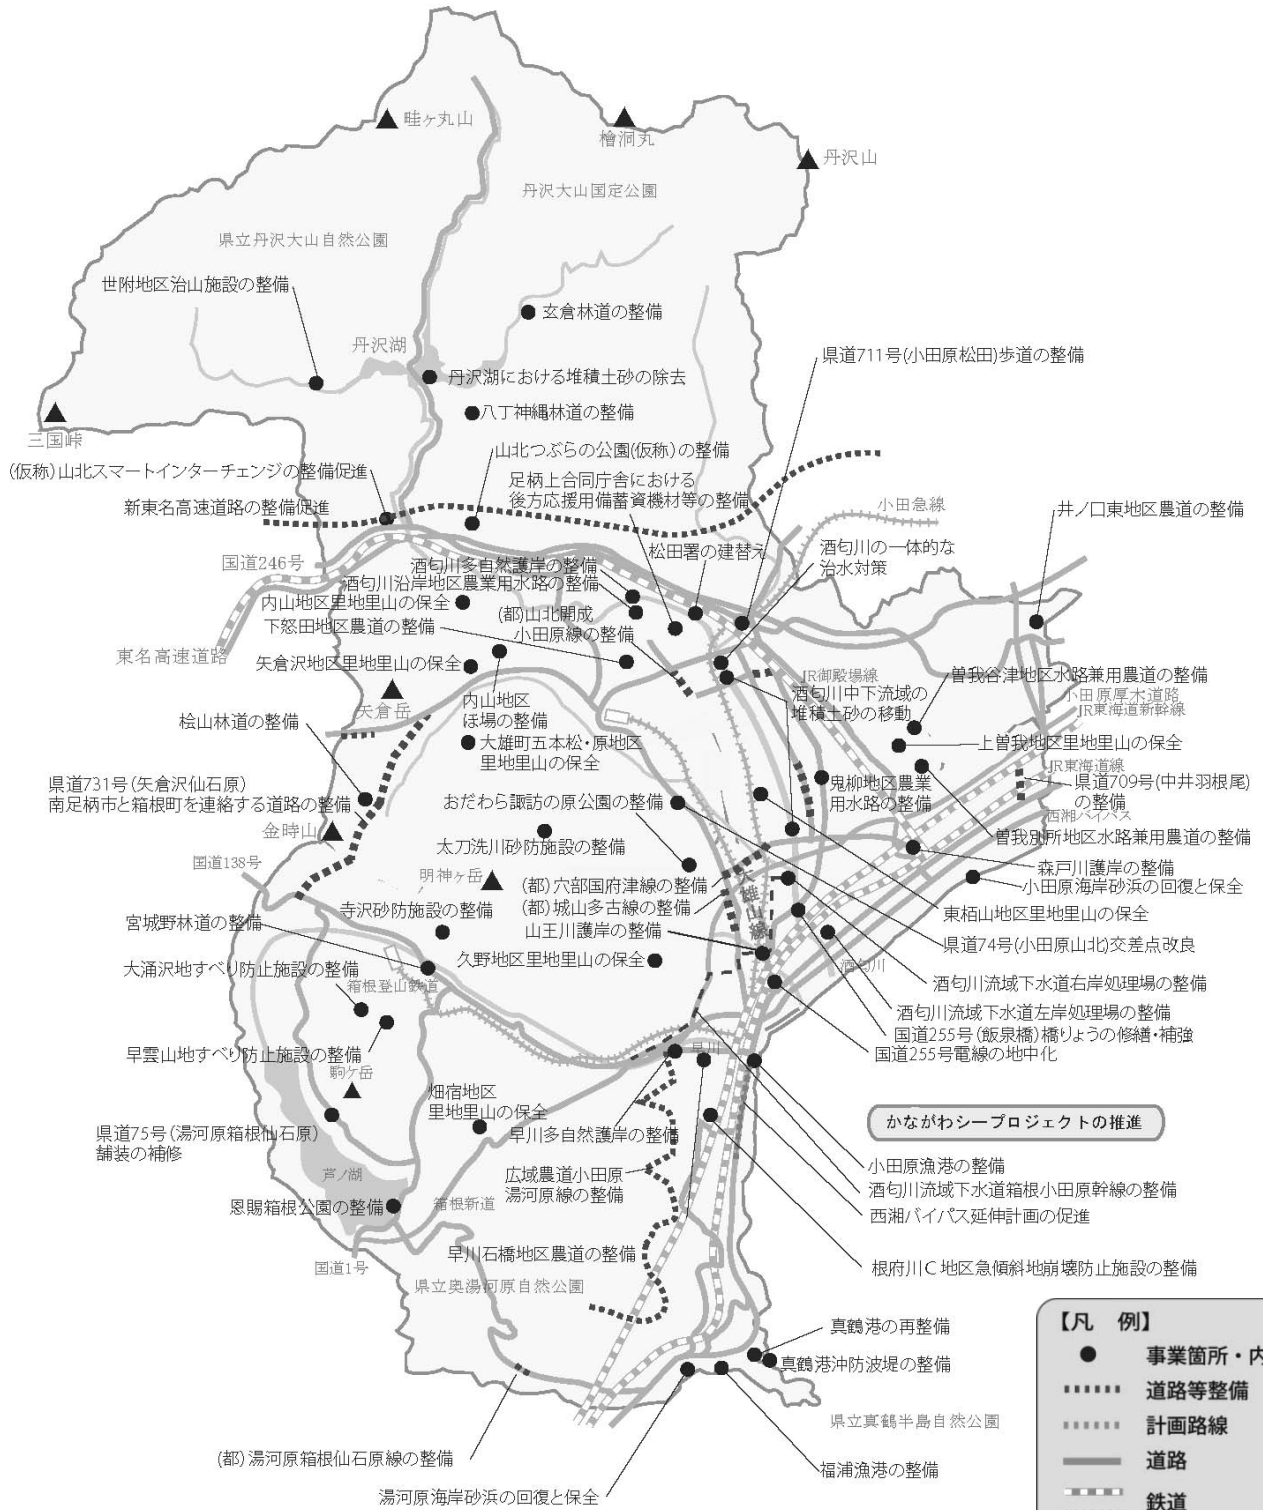 畦ヶ丸山
檜洞丸
丹沢山
丹沢大山国定公園
県立丹沢大山自然公園
世附地区治山施設の整備
玄倉林道の整備
丹沢湖
県道711号(小田原松田)歩道の整備
丹沢湖における堆積土砂の除去
八丁神縄林道の整備
三国峠
山北つぶらの公園(仮称)の整備
(仮称)山北スマートインターチェンジの整備促進
足柄上合同庁舎における
後方応援用備蓄資機材等の整備
新東名高速道路の整備促進
小田急線
井ノ口東地区農道の整備
松田署の建替え
酒匂川の一体的な
治水対策
国道246号
酒匂川多自然護岸の整備
酒匂川沿岸地区農業用水路の整備
内山地区里地里山の保全
(都)山北開成
小田原線の整備
下怒田地区農道の整備
東名高速道路
矢倉沢地区里地里山の保全
JR御殿場線
曽我谷津地区水路兼用農道の整備
矢倉岳
内山地区
ほ場の整備
酒匂川中下流域の
堆積土砂の移動
小田原厚木道路
JR東海道新幹線
桧山林道の整備
大雄町五本松・原地区
里地里山の保全
上曽我地区里地里山の保全
JR東海道線
県道731号(矢倉沢仙石原)
南足柄市と箱根町を連絡する道路の整備
鬼柳地区農業
用水路の整備
県道709号(中井羽根尾)
の整備
おだわら諏訪の原公園の整備
西湘バイパス
金時山
太刀洗川砂防施設の整備
曽我別所地区水路兼用農道の整備
国道138号
森戸川護岸の整備
明神ヶ岳
(都)穴部国府津線の整備
大雄山線
小田原海岸砂浜の回復と保全
寺沢砂防施設の整備
(都)城山多古線の整備
東栢山地区里地里山の保全
宮城野林道の整備
山王川護岸の整備
県道74号(小田原山北)交差点改良
大涌沢地すべり防止施設の整備
久野地区里地里山の保全
酒匂川
箱根登山鉄道
酒匂川流域下水道右岸処理場の整備
酒匂川流域下水道左岸処理場の整備
国道255号(飯泉橋)橋りょうの修繕・補強
国道255号電線の地中化
早雲山地すべり防止施設の整備
早川
駒ケ岳
畑宿地区
里地里山の保全
かながわシープロジェクトの推進
県道75号(湯河原箱根仙石原)
舗装の補修
早川多自然護岸の整備
小田原漁港の整備
芦ノ湖
広域農道小田原
湯河原線の整備
酒匂川流域下水道箱根小田原幹線の整備
恩賜箱根公園の整備
箱根新道
西湘バイパス延伸計画の促進
早川石橋地区農道の整備
国道1号
根府川C地区急傾斜地崩壊防止施設の整備
県立奥湯河原自然公園
真鶴港の再整備
真鶴港沖防波堤の整備
県立真鶴半島自然公園
(都)湯河原箱根仙石原線の整備
福浦漁港の整備
湯河原海岸砂浜の回復と保全
【凡 例】
事業箇所・内
道路等整備
計画路線
道路
鉄道